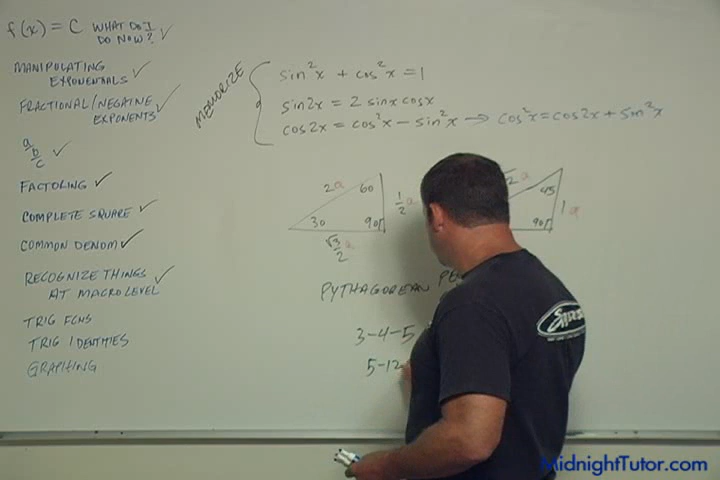 f(x) = C WHAT DO I
DO NOW? ✓
MANIPULATING
EXPONENTIALS ✓
FRACTIONAL/NEGATIVE
EXPONENTS ✓
a
b
c ✓
FACTORING ✓
COMPLETE SQUARE ✓
COMMON DENOM ✓
RECOGNIZE THINGS
AT MACRO LEVEL ✓
TRIG FCNS
TRIG IDENTITIES
GRAPHING
MEMORIZE
sin²x + cos²x = 1
sin2x = 2 sinx cosx
cos2x = cos²x - sin²x → cos²x = cos2x + sin²x
2a 60 1/2 a
30 90
√3/2 a
√2 a 45 1a
90
PYTHAGOREAN
3-4-5
5-12
MidnightTutor.com